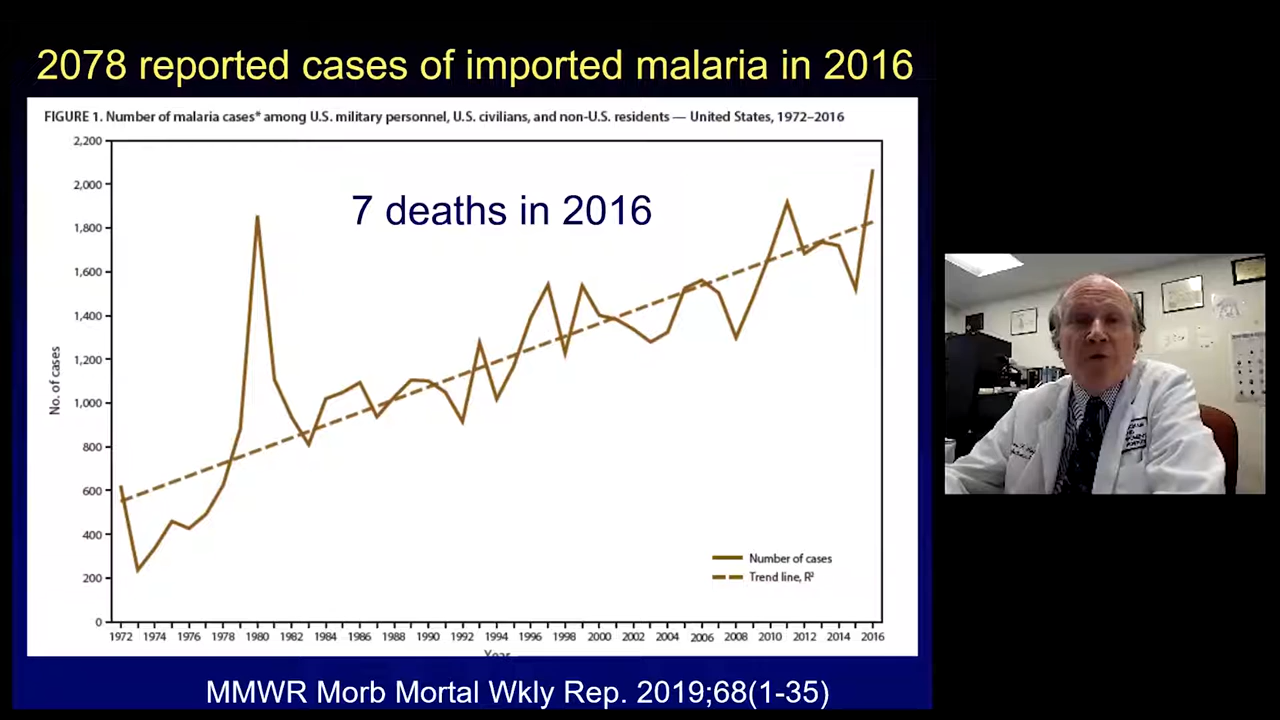 2078 reported cases of imported malaria in 2016
FIGURE 1. Number of malaria cases* among U.S. military personnel, U.S. civilians, and non-U.S. residents — United States, 1972–2016
2,200
2,000
1,800
1,600
1,400
1,200
1,000
800
600
400
200
0
No. of cases
7 deaths in 2016
Number of cases
Trend line, R²
1972 1974 1976 1978 1980 1982 1984 1986 1988 1990 1992 1994 1996 1998 2000 2002 2004 2006 2008 2010 2012 2014 2016
Year
MMWR Morb Mortal Wkly Rep. 2019;68(1-35)